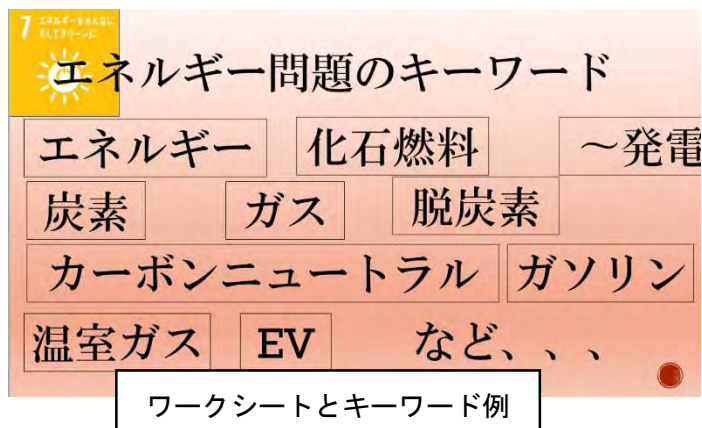 7 エネルギーをみんなに
そしてクリーンに
エネルギー問題のキーワード
エネルギー 化石燃料 ～発電
炭素 ガス 脱炭素
カーボンニュートラル ガソリン
温室ガス EV など、、、
ワークシートとキーワード例